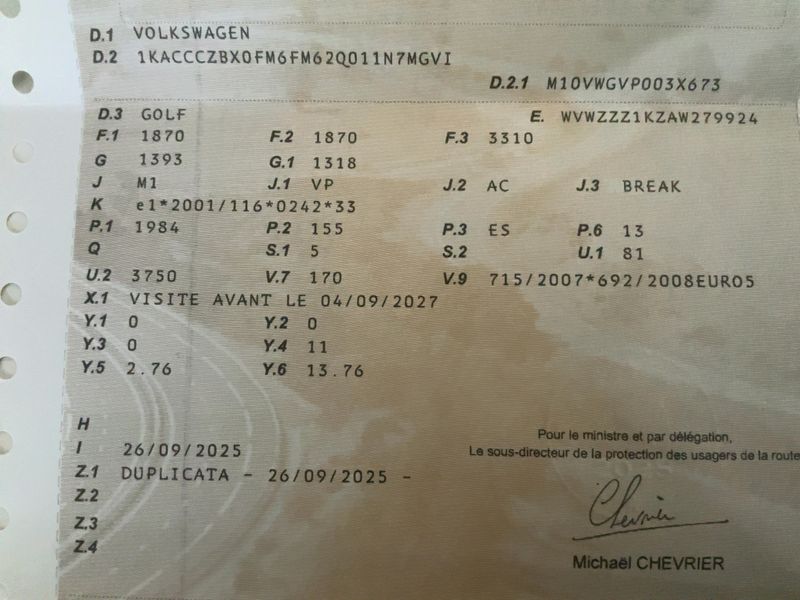 D.1 VOLKSWAGEN
D.2 1KACCCZBX0FM6FM62Q011N7MGVI
D.2.1 M10VWGVP003X673
D.3 GOLF E. WVWZZZ1KZAW279924
F.1 1870 F.2 1870 F.3 3310
G 1393 G.1 1318
J M1 J.1 VP J.2 AC J.3 BREAK
K e1*2001/116*0242*33
P.1 1984 P.2 155 P.3 ES P.6 13
Q S.1 5 S.2 U.1 81
U.2 3750 V.7 170 V.9 715/2007*692/2008EURO5
X.1 VISITE AVANT LE 04/09/2027
Y.1 0 Y.2 0
Y.3 0 Y.4 11
Y.5 2.76 Y.6 13.76
H
I 26/09/2025
Z.1 DUPLICATA - 26/09/2025 -
Z.2
Z.3
Z.4
Pour le ministre et par délégation,
Le sous-directeur de la protection des usagers de la route
Chevrier
Michaël CHEVRIER